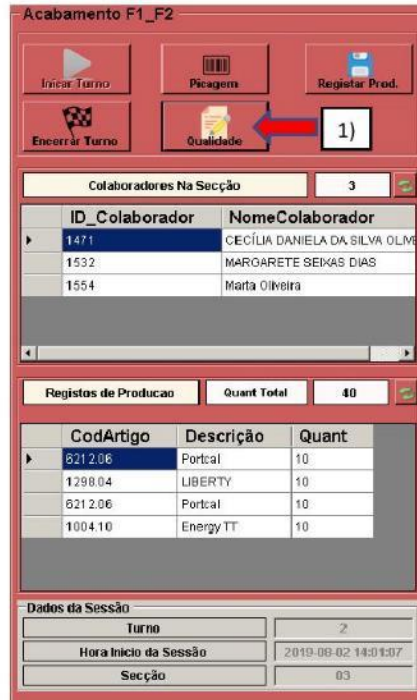 Acabamento F1_F2
Inicar Turno Picagem Registar Prod.
Encerrar Turno Qualidade 1)
Colaboradores Na Secção 3
ID_Colaborador NomeColaborador
1471 CECÍLIA DANIELA DA SILVA OLIVE
1532 MARGARETE SEIXAS DIAS
1554 Marta Oliveira
Registos de Producao Quant Total 40
CodArtigo Descrição Quant
6212.06 Portcal 10
1298.04 LIBERTY 10
6212.06 Portcal 10
1004.10 Energy TT 10
Dados da Sessão
Turno 2
Hora Inicio da Sessão 2019-08-02 14:01:07
Secção 03